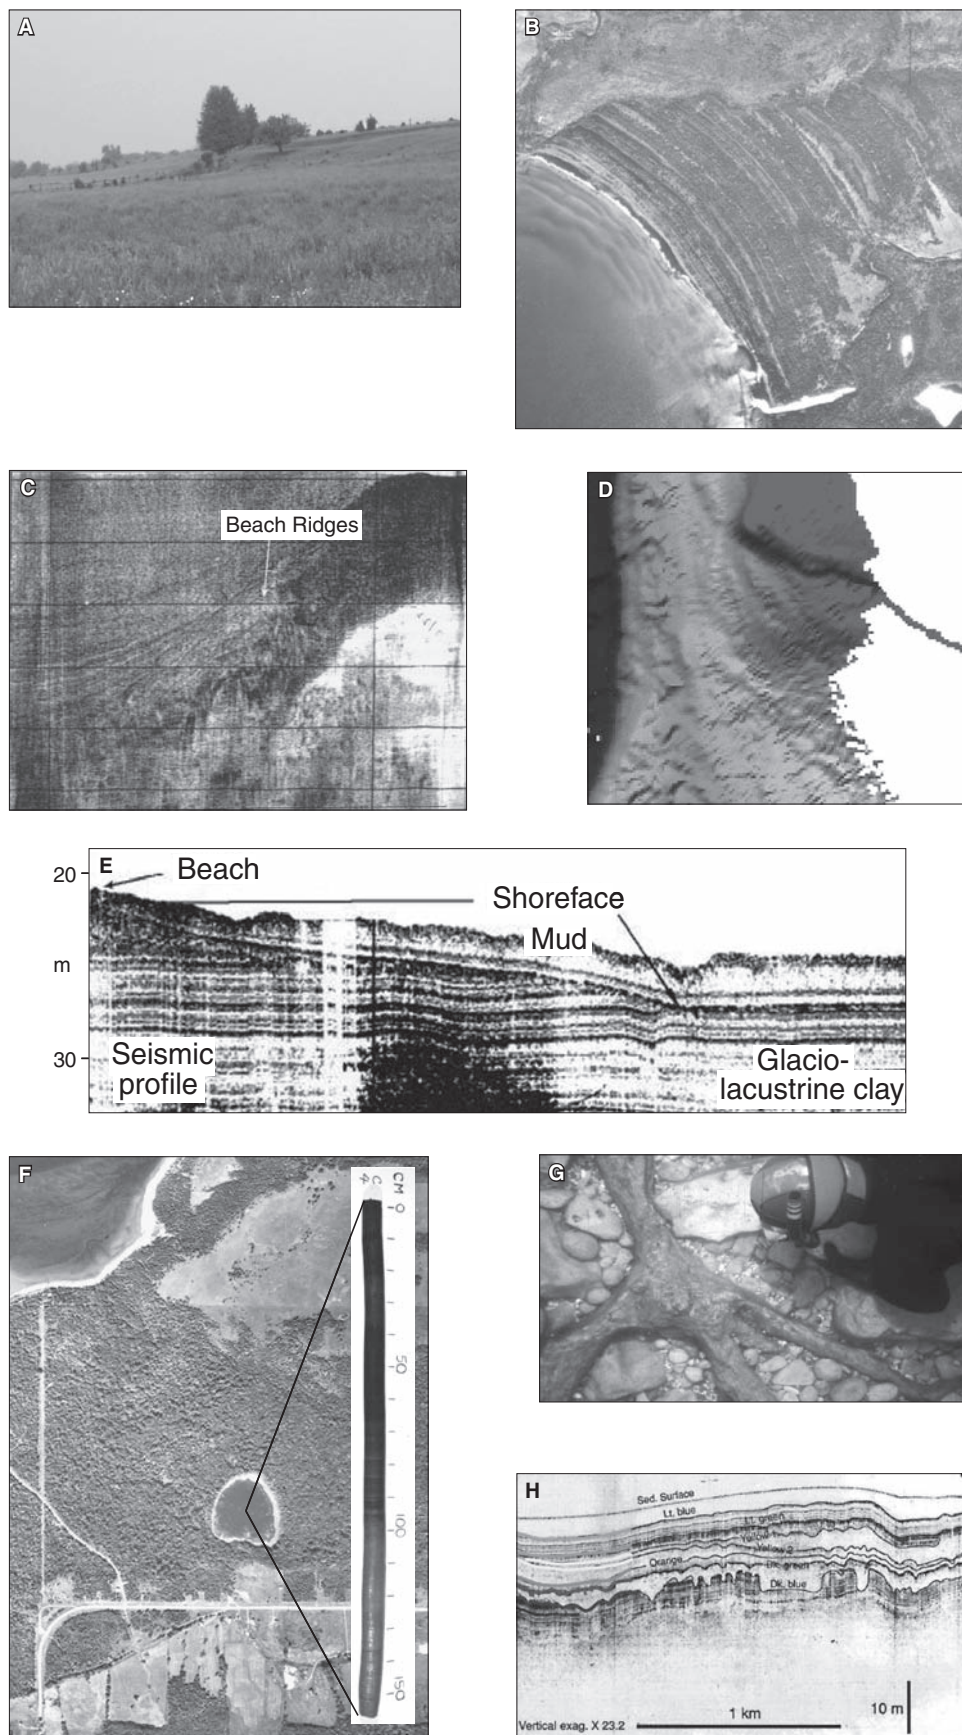 A
B
C
Beach Ridges
D
E
20
m
30
Beach
Shoreface
Mud
Seismic
profile
Glacio-
lacustrine clay
F
CM
0
50
100
150
G
H
Sed. Surface
Lt. blue
Lt. green
Yellow
Yellow 2
Orange
Dk. green
Dk. blue
Vertical exag. X 23.2
1 km
10 m